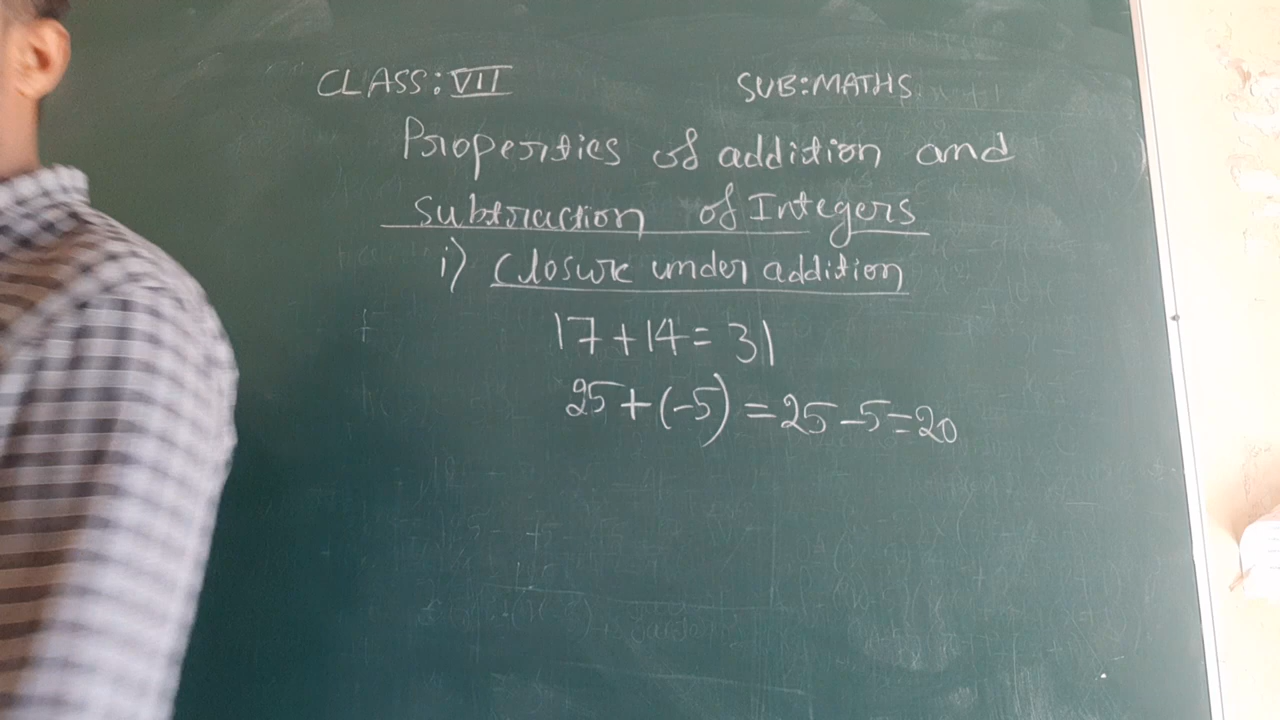 CLASS: VII SUB: MATHS
Properties of addition and
subtraction of Integers
i) Closure under addition
17+14= 31
25+(-5) = 25-5=20